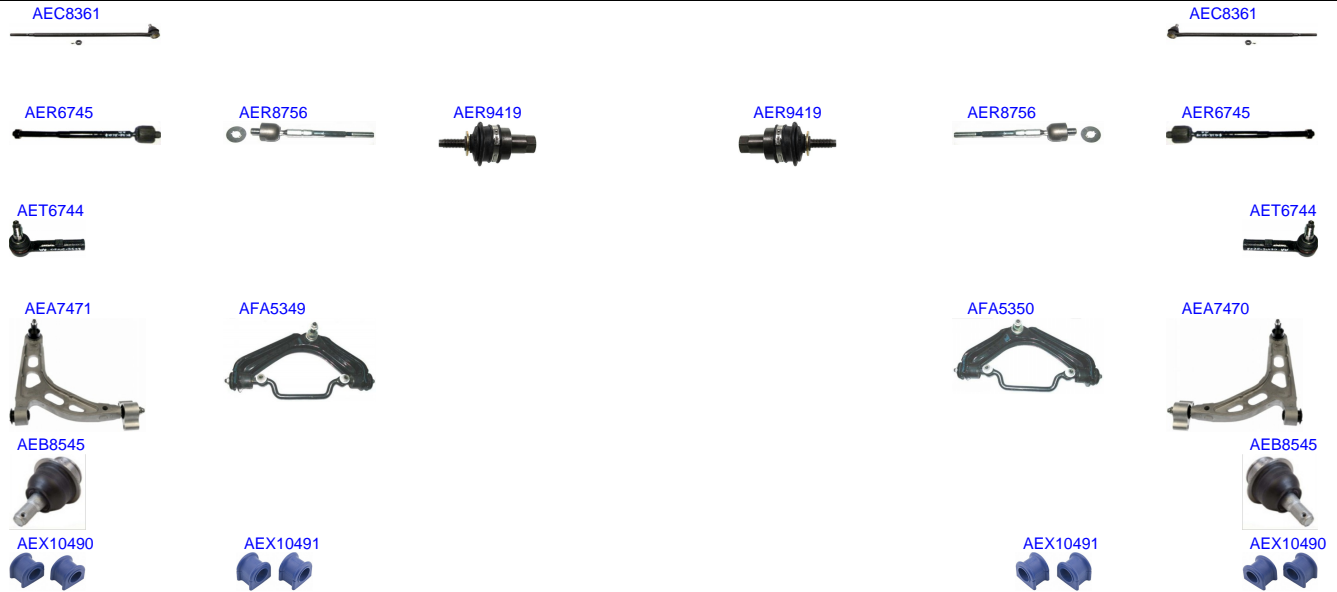 AEC8361 AEC8361
AER6745 AER8756 AER9419 AER9419 AER8756 AER6745
AET6744 AET6744
AEA7471 AFA5349 AFA5350 AEA7470
AEB8545 AEB8545
AEX10490 AEX10491 AEX10491 AEX10490